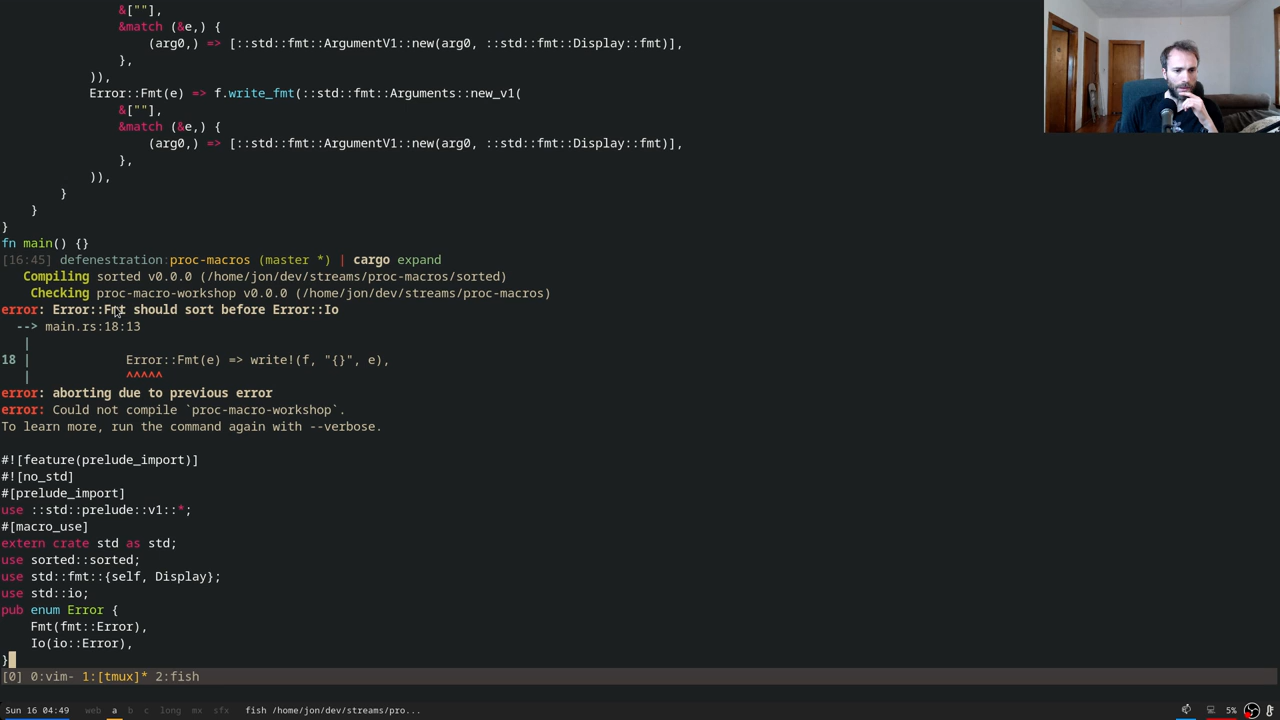 &[""],
&match (&e,) {
(arg0,) => [::std::fmt::ArgumentV1::new(arg0, ::std::fmt::Display::fmt)],
},
)),
Error::Fmt(e) => f.write_fmt(::std::fmt::Arguments::new_v1(
&[""],
&match (&e,) {
(arg0,) => [::std::fmt::ArgumentV1::new(arg0, ::std::fmt::Display::fmt)],
},
)),
}
}
}
fn main() {}
[16:45] defenestration:proc-macros (master *) | cargo expand
Compiling sorted v0.0.0 (/home/jon/dev/streams/proc-macros/sorted)
Checking proc-macro-workshop v0.0.0 (/home/jon/dev/streams/proc-macros)
error: Error::Fmt should sort before Error::Io
--> main.rs:18:13
|
18 | Error::Fmt(e) => write!(f, "{}", e),
| ^^^^^
error: aborting due to previous error
error: Could not compile `proc-macro-workshop`.
To learn more, run the command again with --verbose.
#![feature(prelude_import)]
#![no_std]
#[prelude_import]
use ::std::prelude::v1::*;
#[macro_use]
extern crate std as std;
use sorted::sorted;
use std::fmt::{self, Display};
use std::io;
pub enum Error {
Fmt(fmt::Error),
Io(io::Error),
}
[0] 0:vim- 1:[tmux]* 2:fish
Sun 16 04:49 web a b c long mx sfx fish /home/jon/dev/streams/pro... 5%